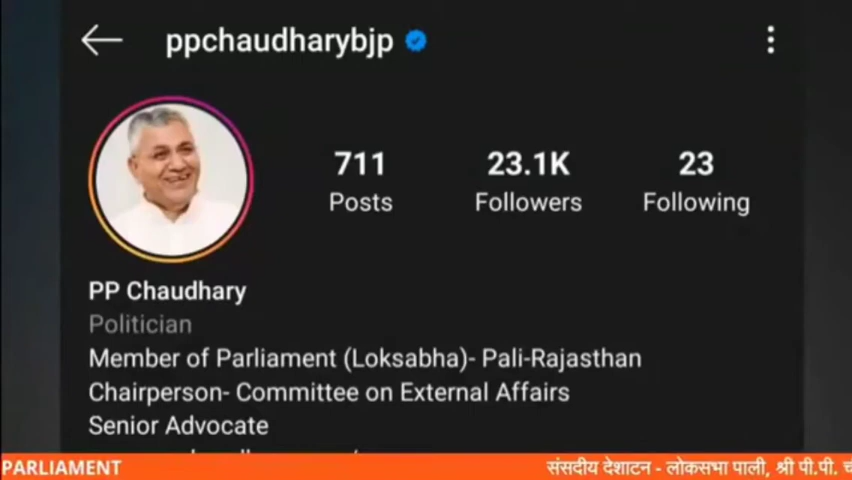 ppchaudharybjp
711 23.1K 23
Posts Followers Following
PP Chaudhary
Politician
Member of Parliament (Loksabha)- Pali-Rajasthan
Chairperson- Committee on External Affairs
Senior Advocate
PARLIAMENT संसदीय देशाटन - लोकसभा पाली, श्री पी.पी.